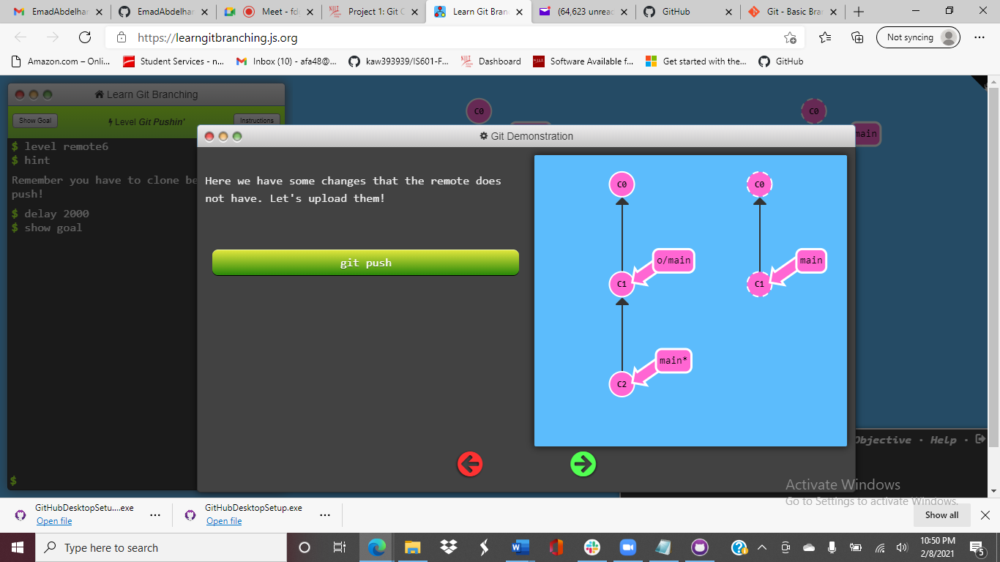 EmadAbdelhar
EmadAbdelhar
Meet - fd
Project 1: Git C
Learn Git Bran
(64,623 unread
GitHub
Git - Basic Bra
https://learngitbranching.js.org
Not syncing
Amazon.com – Onli...
Student Services - n...
Inbox (10) - afa48@...
kaw393939/IS601-F...
Dashboard
Software Available f...
Get started with the...
GitHub
Learn Git Branching
Show Goal
Level Git Pushin'
Instructions
$ level remote6
$ hint
Remember you have to clone be
push!
$ delay 2000
$ show goal
$
C0
C0
main
Git Demonstration
Here we have some changes that the remote does
not have. Let's upload them!
git push
C0
C0
o/main
main
C1
C1
main*
C2
Objective · Help ·
Activate Windows
Go to Settings to activate Windows.
GitHubDesktopSetu....exe
Open file
GitHubDesktopSetup.exe
Open file
Show all
Type here to search
10:50 PM
2/8/2021
5